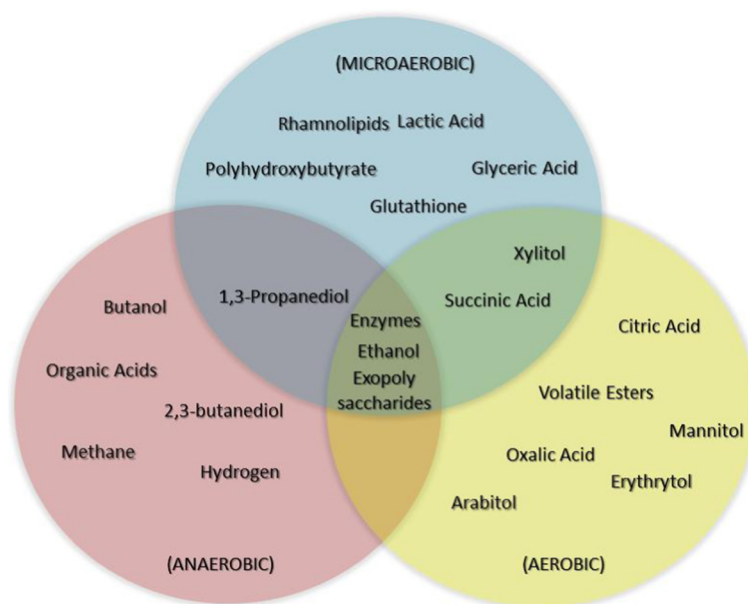 (MICROAEROBIC)
Rhamnolipids
Lactic Acid
Polyhydroxybutyrate
Glyceric Acid
Glutathione
Xylitol
1,3-Propanediol
Succinic Acid
Butanol
Enzymes
Citric Acid
Ethanol
Organic Acids
Exopoly
saccharides
Volatile Esters
2,3-butanediol
Mannitol
Methane
Oxalic Acid
Hydrogen
Erythrytol
Arabitol
(ANAEROBIC)
(AEROBIC)